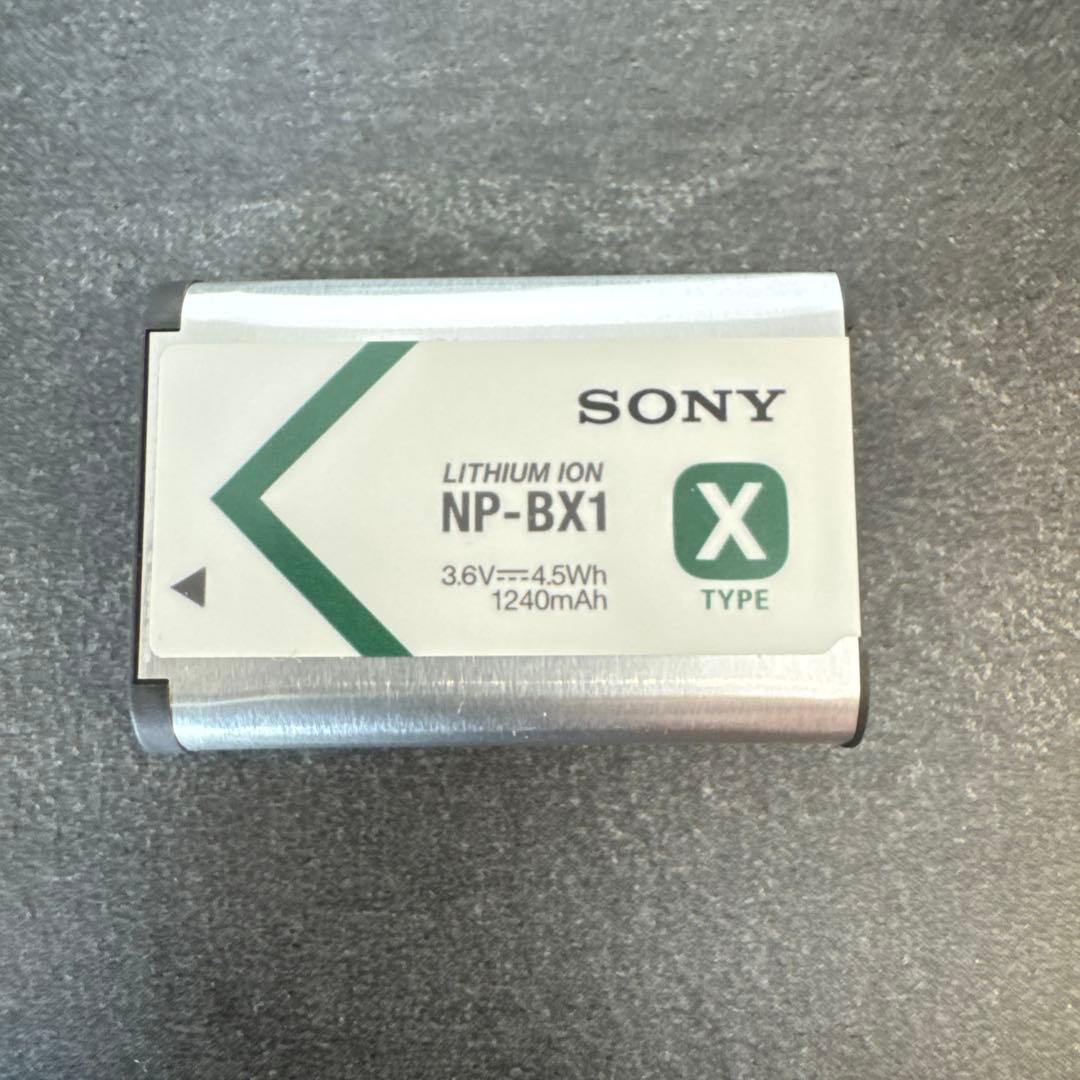 SONY
LITHIUM ION
NP-BX1
X
TYPE
3.6V⎓4.5Wh
1240mAh